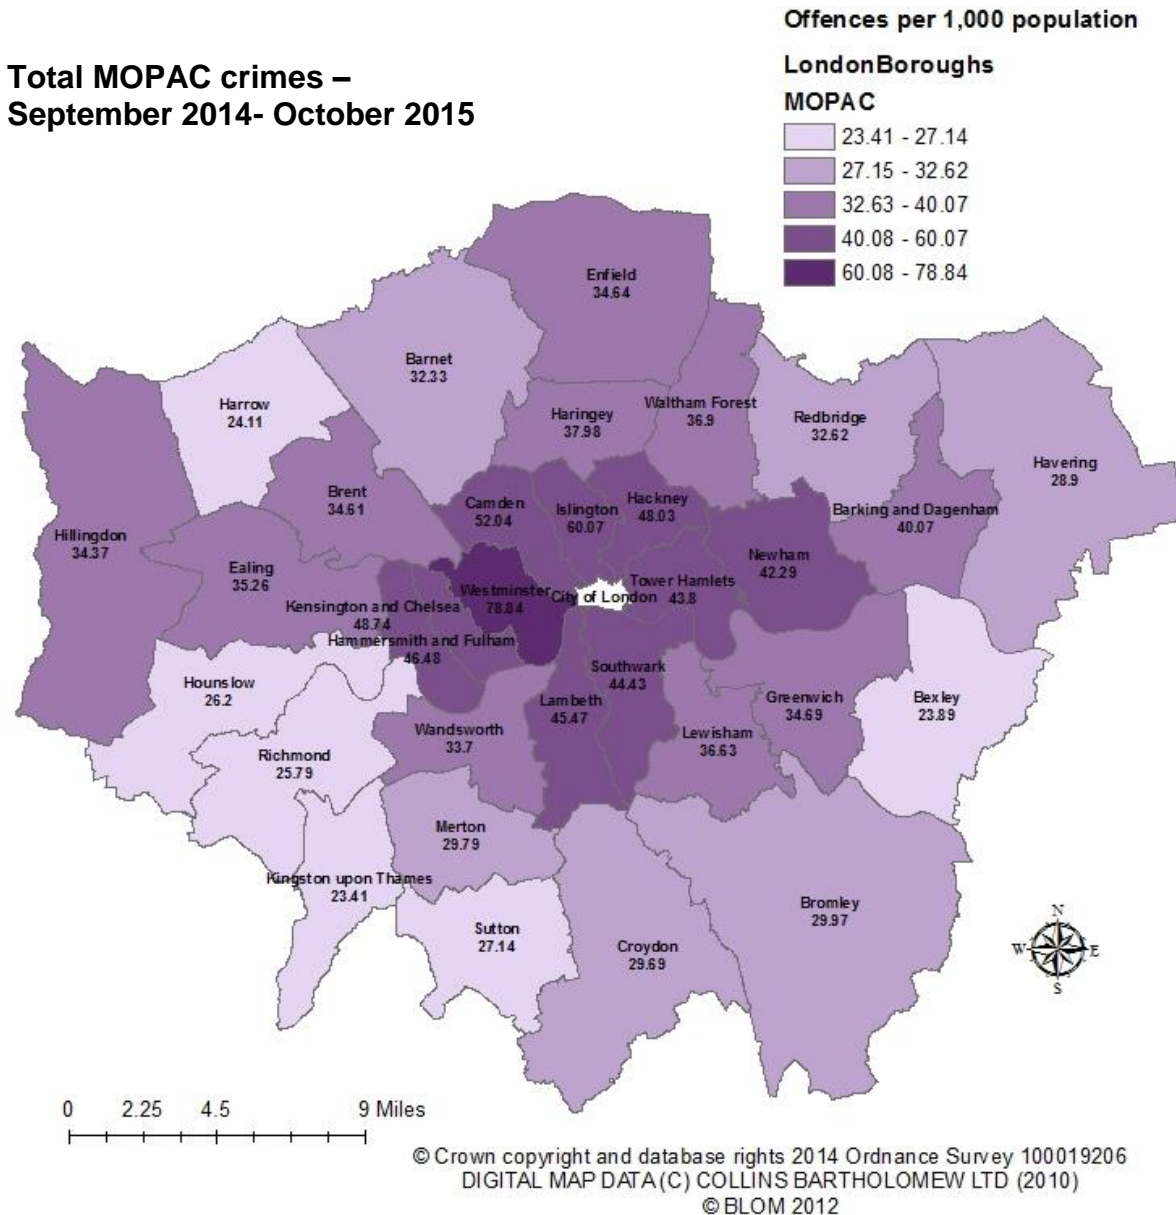 Offences per 1,000 population
LondonBoroughs
MOPAC
23.41 - 27.14
27.15 - 32.62
32.63 - 40.07
40.08 - 60.07
60.08 - 78.84
Total MOPAC crimes –
September 2014- October 2015
Enfield
34.64
Barnet
32.33
Harrow
24.11
Haringey
37.98
Waltham Forest
36.9
Redbridge
32.62
Havering
28.9
Hillingdon
34.37
Brent
34.61
Camden
52.04
Islington
60.07
Hackney
48.03
Barking and Dagenham
40.07
Ealing
35.26
Newham
42.29
Kensington and Chelsea
48.74
Westminster
78.84
City of London
Tower Hamlets
43.8
Hammersmith and Fulham
46.48
Hounslow
26.2
Southwark
44.43
Lambeth
45.47
Greenwich
34.69
Bexley
23.89
Wandsworth
33.7
Lewisham
36.63
Richmond
25.79
Merton
29.79
Kingston upon Thames
23.41
Sutton
27.14
Croydon
29.69
Bromley
29.97
N
W E
S
0 2.25 4.5 9 Miles
© Crown copyright and database rights 2014 Ordnance Survey 100019206
DIGITAL MAP DATA (C) COLLINS BARTHOLOMEW LTD (2010)
© BLOM 2012